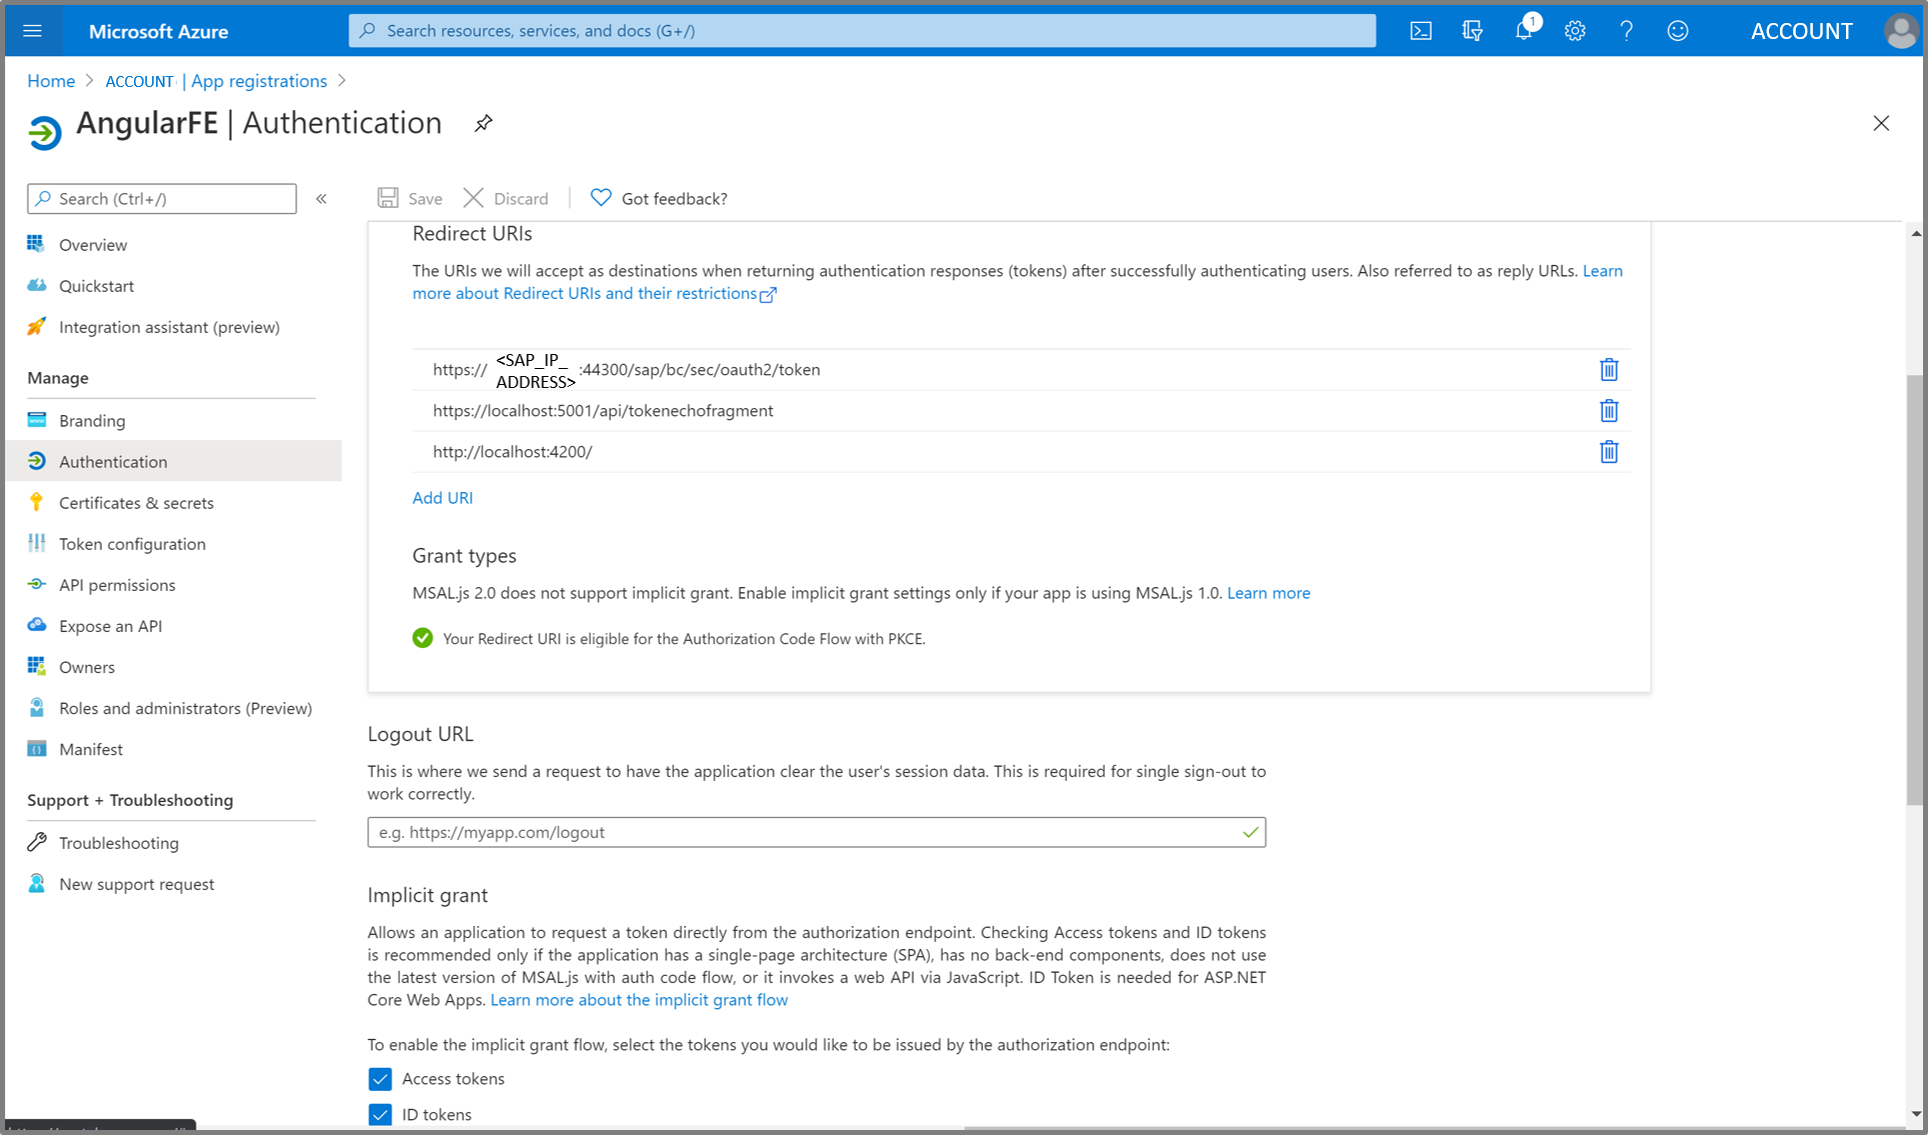 Microsoft Azure
Search resources, services, and docs (G+/)
1
ACCOUNT
Home > ACCOUNT | App registrations >
AngularFE | Authentication
Search (Ctrl+/)
«
Save
Discard
Got feedback?
Overview
Quickstart
Integration assistant (preview)
Manage
Branding
Authentication
Certificates & secrets
Token configuration
API permissions
Expose an API
Owners
Roles and administrators (Preview)
Manifest
Support + Troubleshooting
Troubleshooting
New support request
Redirect URIs
The URIs we will accept as destinations when returning authentication responses (tokens) after successfully authenticating users. Also referred to as reply URLs. Learn
more about Redirect URIs and their restrictions
https:// <SAP_IP_ADDRESS> :44300/sap/bc/sec/oauth2/token
https://localhost:5001/api/tokenechofragment
http://localhost:4200/
Add URI
Grant types
MSAL.js 2.0 does not support implicit grant. Enable implicit grant settings only if your app is using MSAL.js 1.0. Learn more
Your Redirect URI is eligible for the Authorization Code Flow with PKCE.
Logout URL
This is where we send a request to have the application clear the user's session data. This is required for single sign-out to
work correctly.
e.g. https://myapp.com/logout
Implicit grant
Allows an application to request a token directly from the authorization endpoint. Checking Access tokens and ID tokens
is recommended only if the application has a single-page architecture (SPA), has no back-end components, does not use
the latest version of MSAL.js with auth code flow, or it invokes a web API via JavaScript. ID Token is needed for ASP.NET
Core Web Apps. Learn more about the implicit grant flow
To enable the implicit grant flow, select the tokens you would like to be issued by the authorization endpoint:
Access tokens
ID tokens